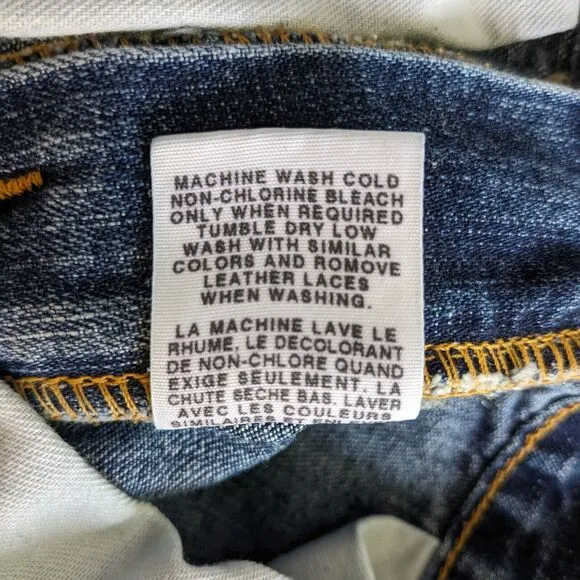 MACHINE WASH COLD
NON-CHLORINE BLEACH
ONLY WHEN REQUIRED
TUMBLE DRY LOW
WASH WITH SIMILAR
COLORS AND ROMOVE
LEATHER LACES
WHEN WASHING.
LA MACHINE LAVE LE
RHUME. LE DECOLORANT
DE NON-CHLORE QUAND
EXIGE SEULEMENT. LA
CHUTE SECHE BAS. LAVER
AVEC LES COULEURS
SIMILAIRES ET